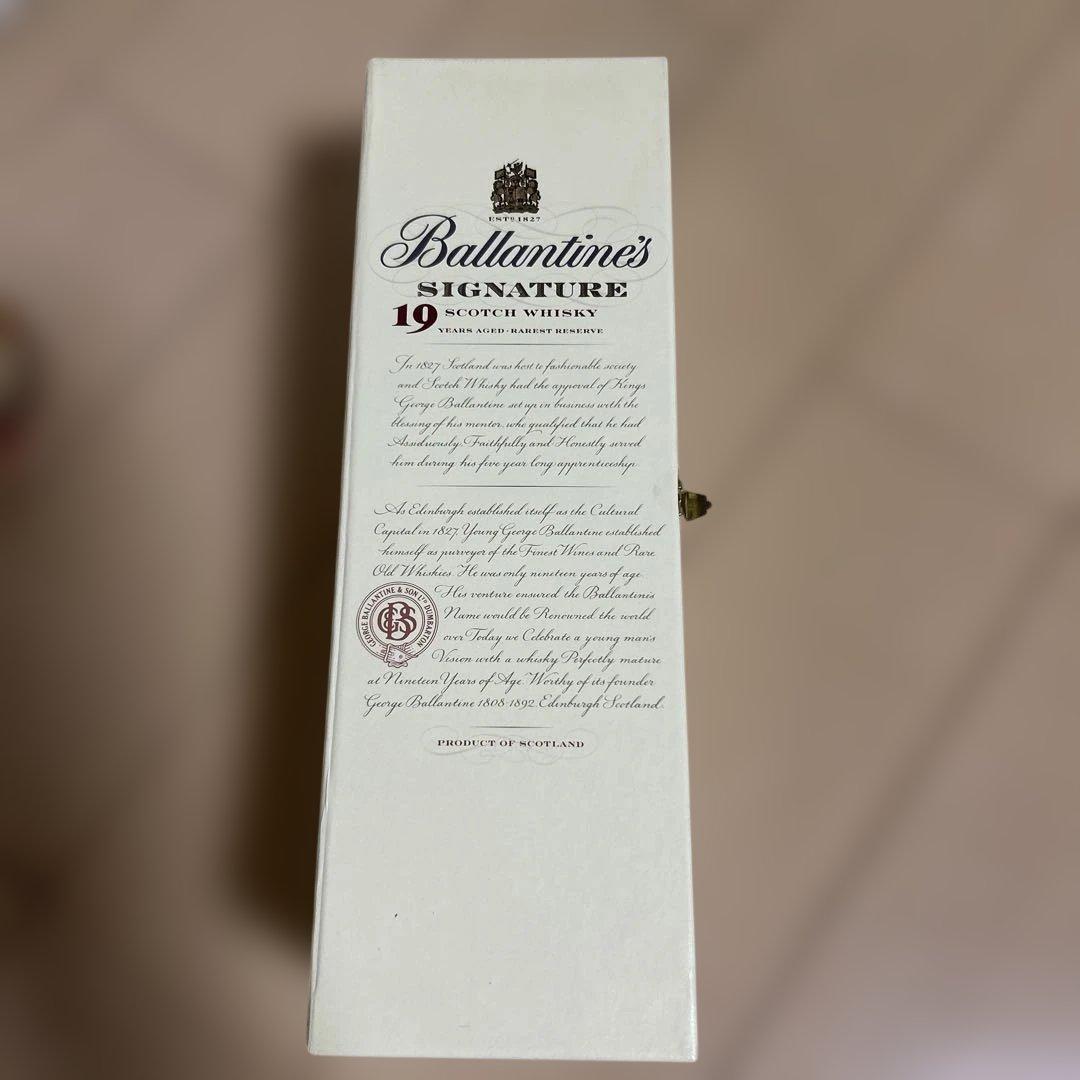 ESTD 1827
Ballantine's
SIGNATURE
19 SCOTCH WHISKY
YEARS AGED · RAREST RESERVE
In 1827 Scotland was host to fashionable society
and Scotch Whisky had the approval of Kings
George Ballantine set up in business with the
blessing of his mentor, who qualified that he had
Assiduously, Faithfully and Honestly served
him during his five year long apprenticeship
As Edinburgh established itself as the Cultural
Capital in 1827, Young George Ballantine established
himself as purveyor of the Finest Wines and Rare
Old Whiskies. He was only nineteen years of age.
His venture ensured the Ballantine's
Name would be Renowned the world
over Today we Celebrate a young man's
Vision with a whisky Perfectly mature
at Nineteen Years of Age. Worthy of its founder
George Ballantine 1808-1892. Edinburgh Scotland.
GEORGE BALLANTINE & SON LTD DUMBARTON
GBS
PRODUCT OF SCOTLAND